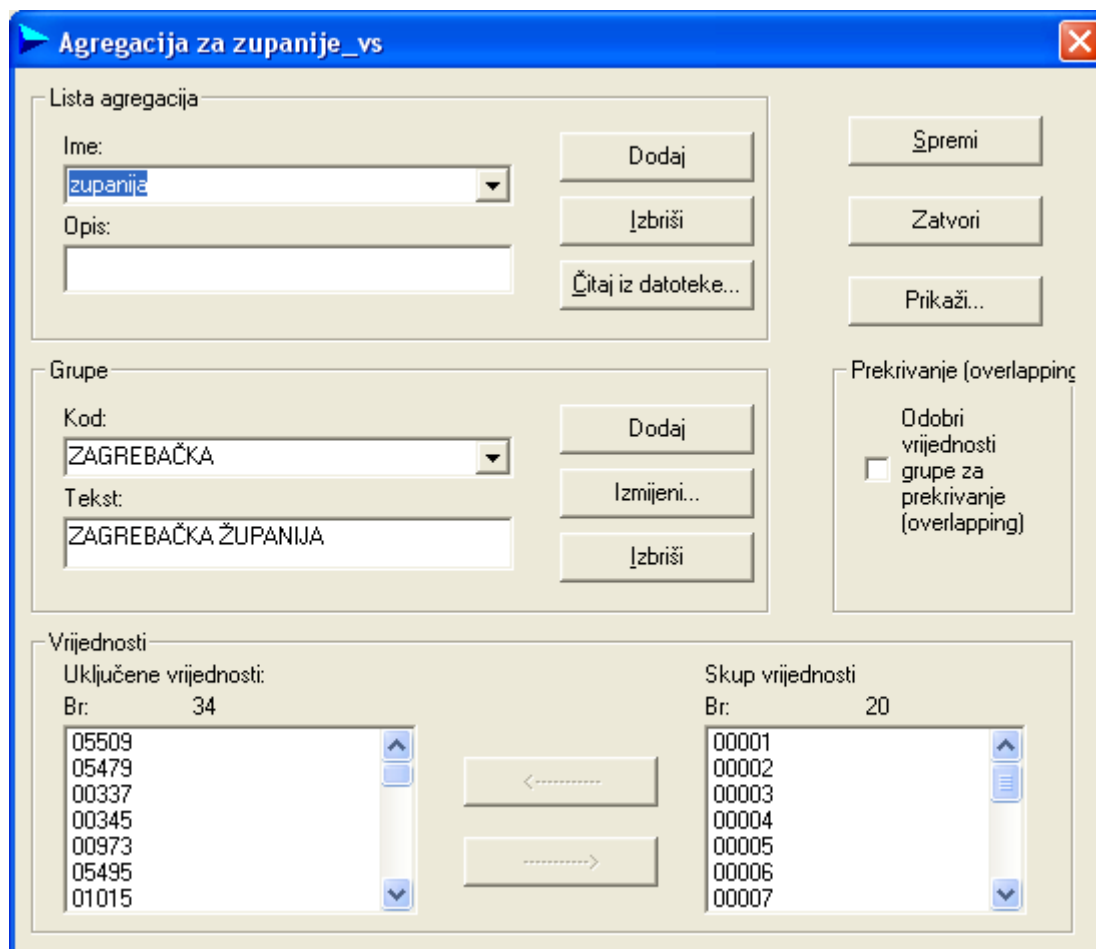 Agregacija za zupanije_vs
Lista agregacija
Ime:
zupanija
Opis:
Dodaj
Izbriši
Čitaj iz datoteke...
Spremi
Zatvori
Prikaži...
Grupe
Kod:
ZAGREBAČKA
Tekst:
ZAGREBAČKA ŽUPANIJA
Dodaj
Izmijeni...
Izbriši
Prekrivanje (overlapping
Odobri
vrijednosti
grupe za
prekrivanje
(overlapping)
Vrijednosti
Uključene vrijednosti:
Br: 34
05509
05479
00337
00345
00973
05495
01015
<-----------
----------->
Skup vrijednosti
Br: 20
00001
00002
00003
00004
00005
00006
00007